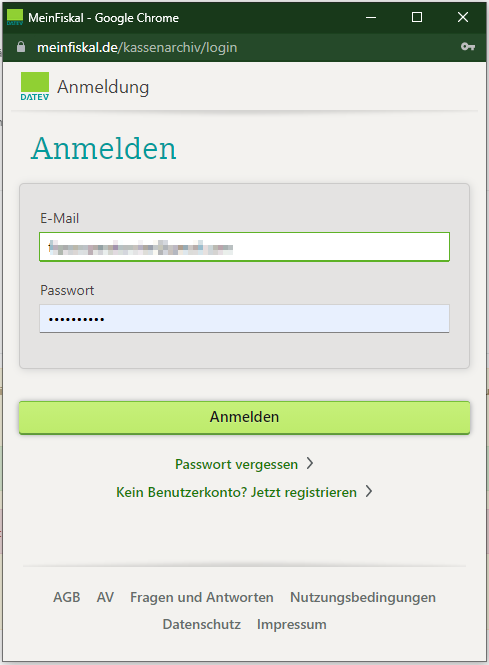 MeinFiskal - Google Chrome
meinfiskal.de/kassenarchiv/login
DATEV Anmeldung
Anmelden
E-Mail
Passwort
••••••••••
Anmelden
Passwort vergessen
Kein Benutzerkonto? Jetzt registrieren
AGB AV Fragen und Antworten Nutzungsbedingungen
Datenschutz Impressum